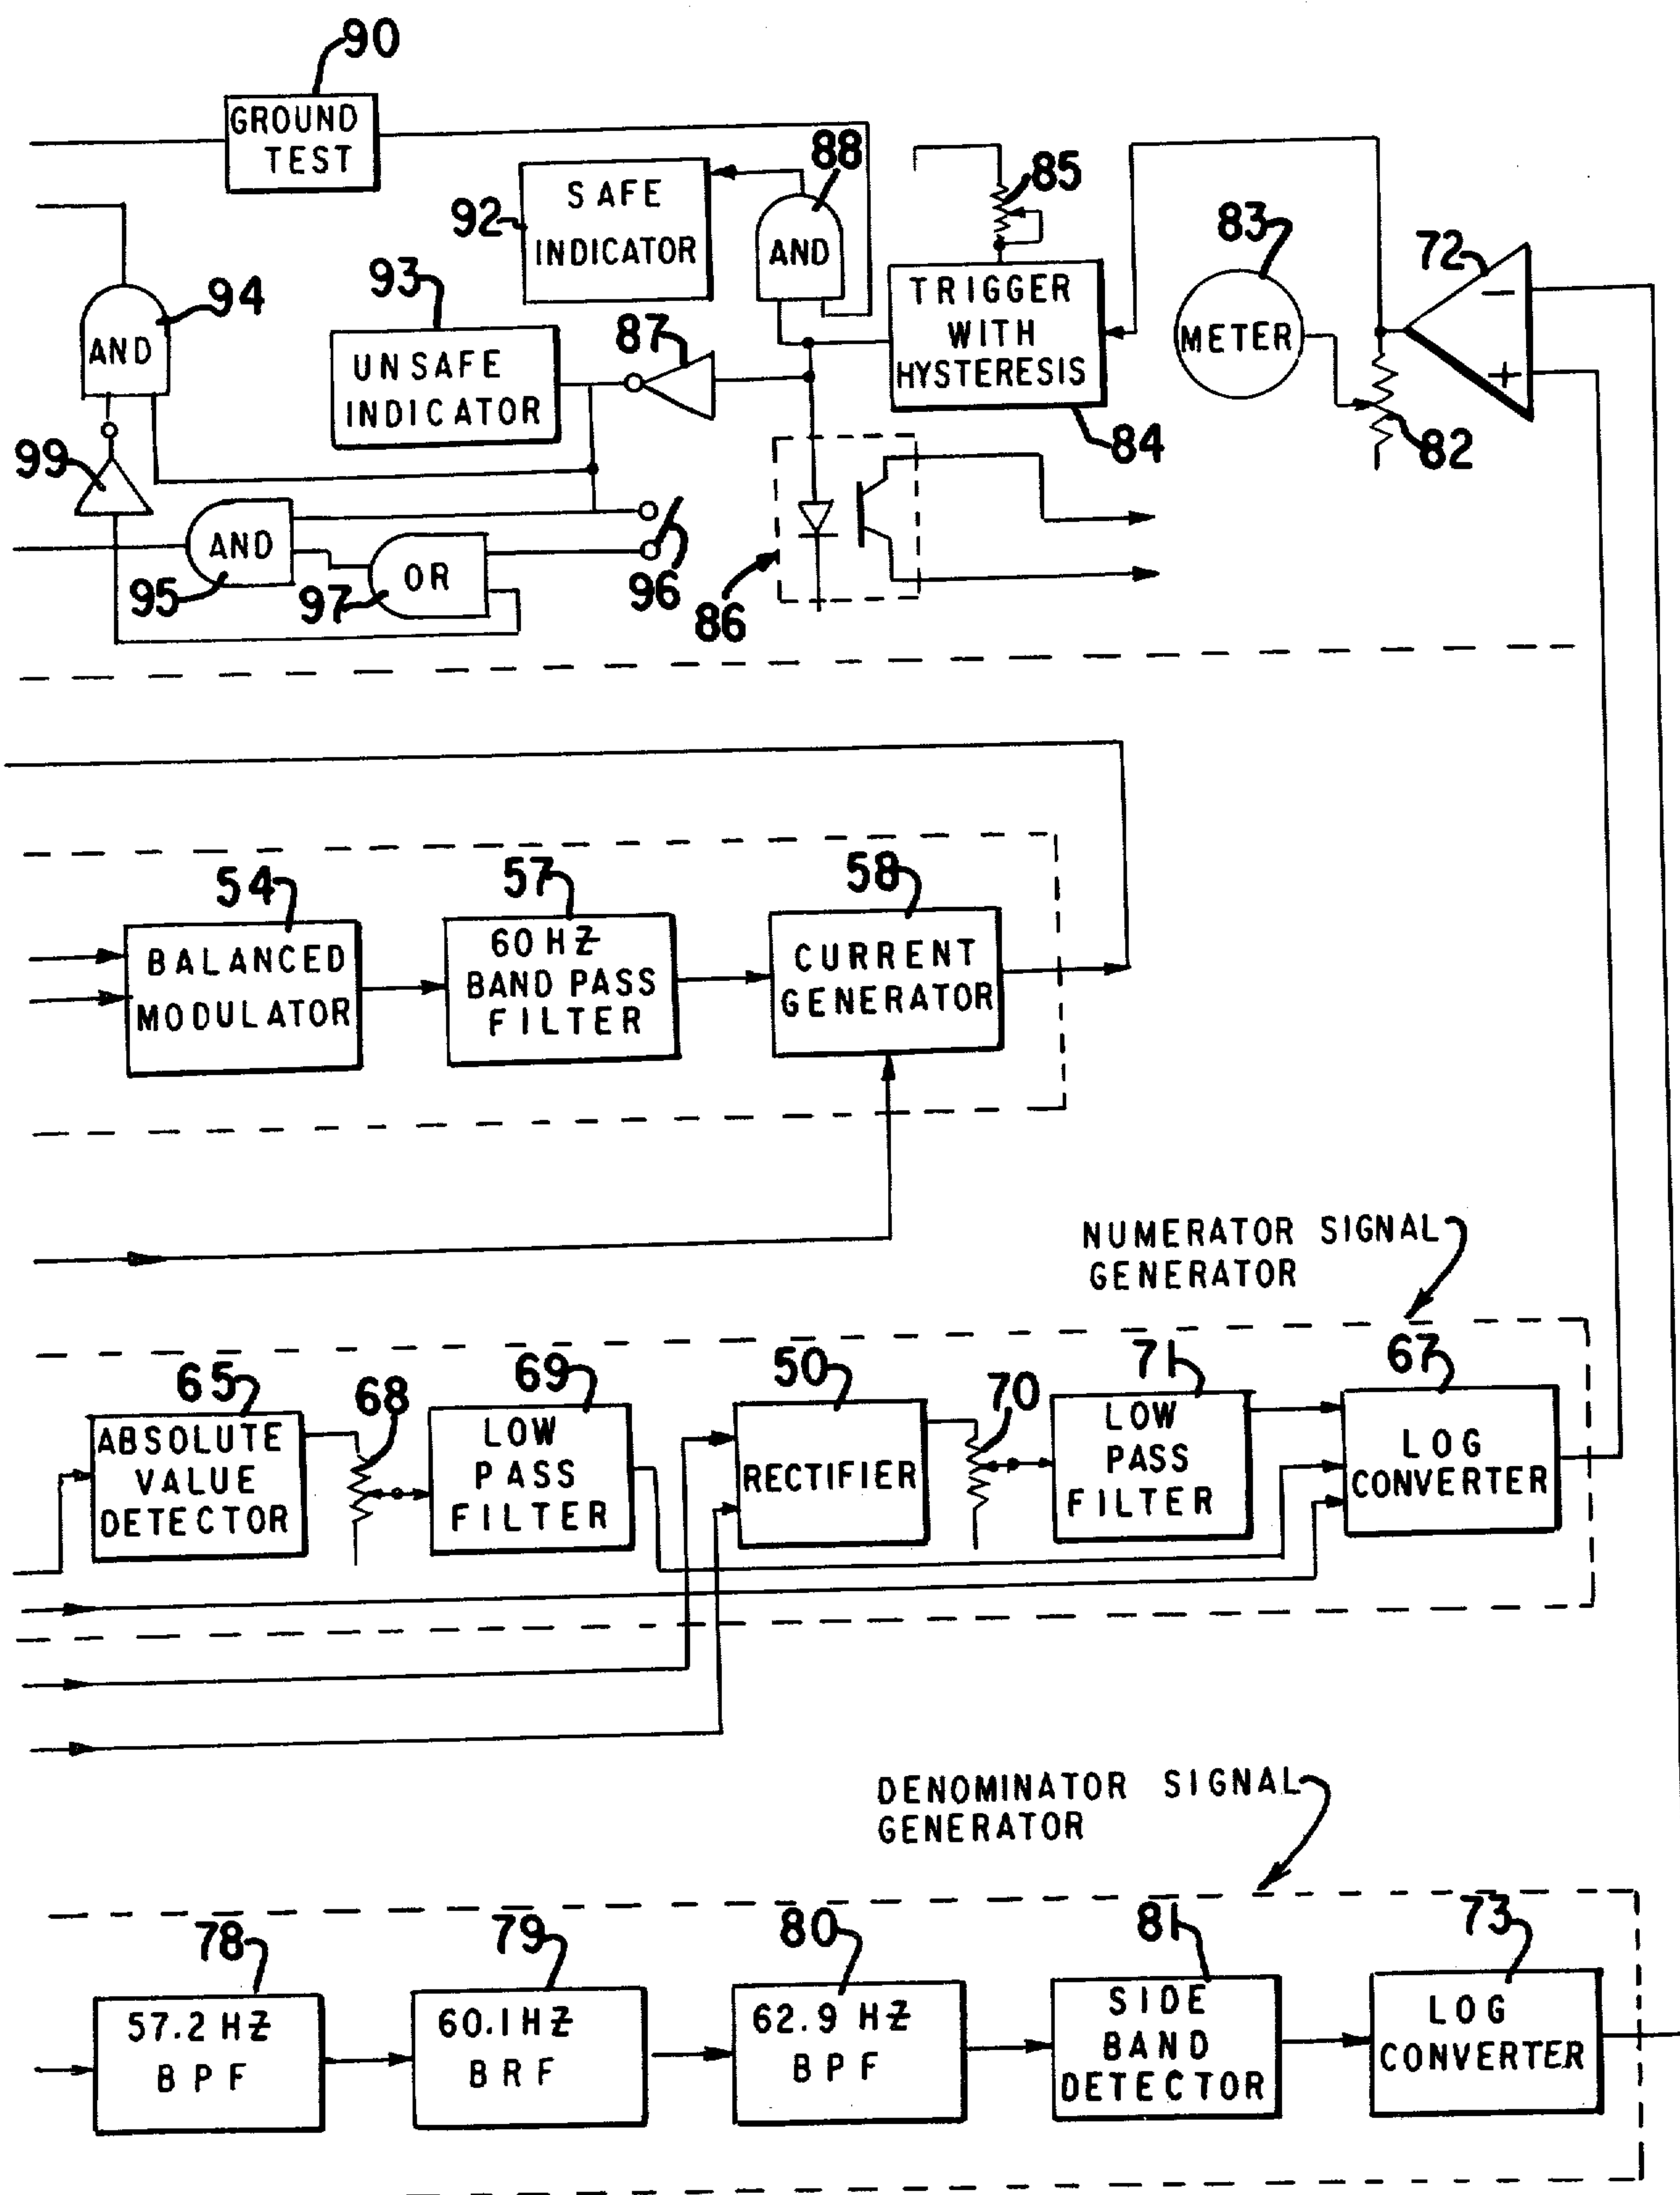 90
GROUND
TEST
88
SAFE
INDICATOR
92
85
AND
83
72
93
94
TRIGGER
WITH
HYSTERESIS
−
+
METER
AND
UNSAFE
INDICATOR
87
84
82
99
AND
OR
95
97
96
86
54
57
58
BALANCED
MODULATOR
60 HZ
BAND PASS
FILTER
CURRENT
GENERATOR
NUMERATOR SIGNAL
GENERATOR
65
68
69
50
70
71
67
ABSOLUTE
VALUE
DETECTOR
LOW
PASS
FILTER
RECTIFIER
LOW
PASS
FILTER
LOG
CONVERTER
DENOMINATOR SIGNAL
GENERATOR
78
79
80
81
73
57.2 HZ
BPF
60.1 HZ
BRF
62.9 HZ
BPF
SIDE
BAND
DETECTOR
LOG
CONVERTER